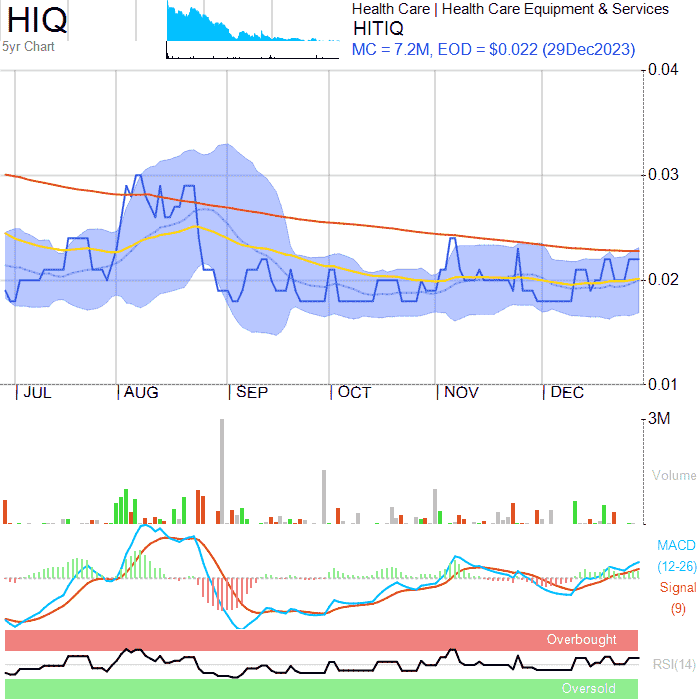 HIQ
5yr Chart
Health Care | Health Care Equipment & Services
HITIQ
MC = 7.2M, EOD = $0.022 (29Dec2023)
0.04
0.03
0.02
0.01
JUL
AUG
SEP
OCT
NOV
DEC
3M
Volume
MACD
(12-26)
Signal
(9)
Overbought
RSI(14)
Oversold